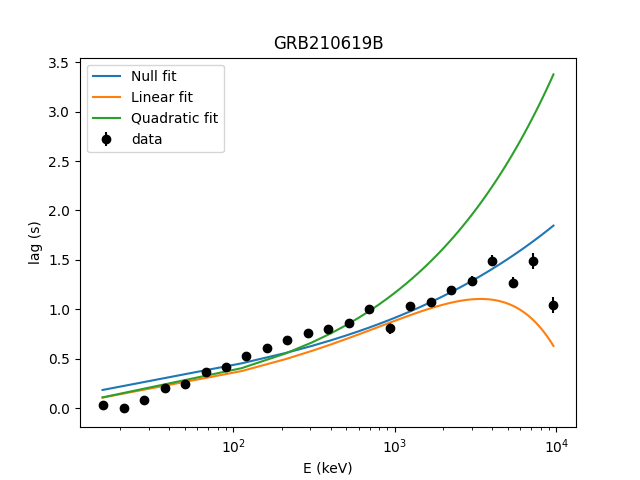 GRB210619B
Null fit
Linear fit
Quadratic fit
data
3.5
3.0
2.5
2.0
1.5
1.0
0.5
0.0
lag (s)
10²
10³
10⁴
E (keV)